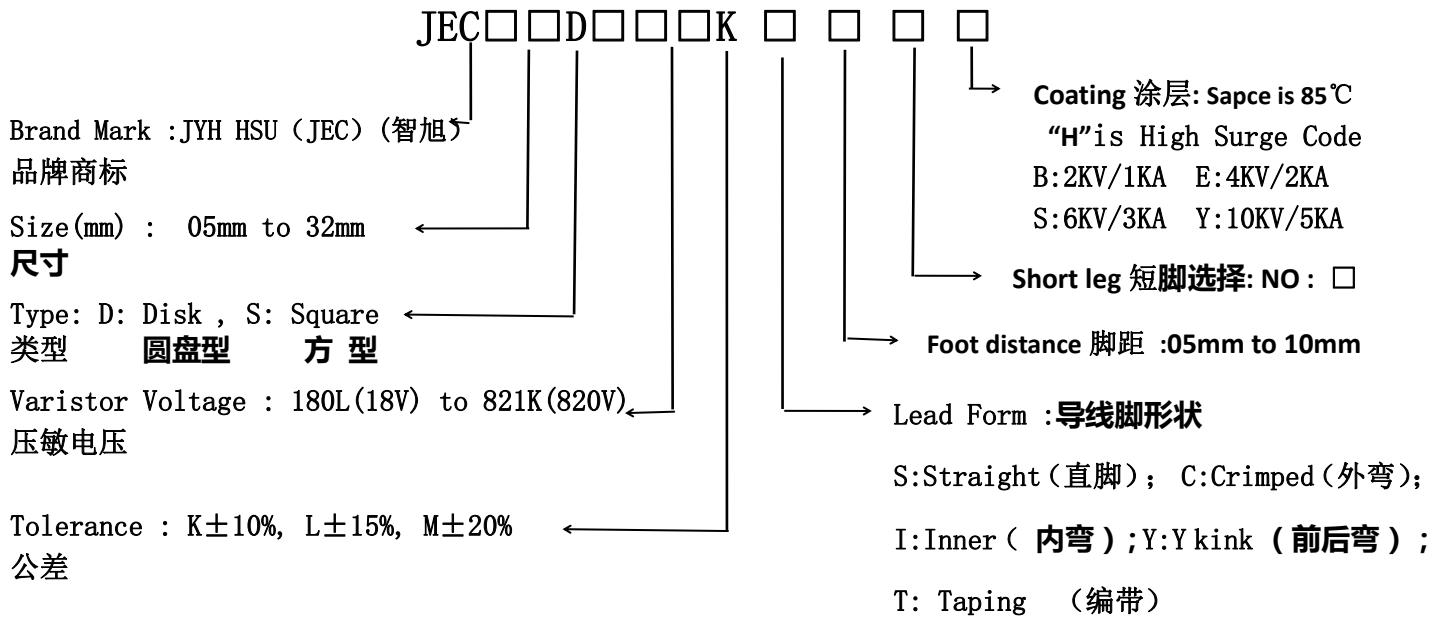 JEC□□D□□□K □ □ □ □
Brand Mark :JYH HSU（JEC）(智旭）
品牌商标
Size(mm) : 05mm to 32mm
尺寸
Type: D: Disk , S: Square
类型 圆盘型 方 型
Varistor Voltage : 180L(18V) to 821K(820V)
压敏电压
Tolerance : K±10%, L±15%, M±20%
公差
Coating 涂层: Sapce is 85℃
“H”is High Surge Code
B:2KV/1KA E:4KV/2KA
S:6KV/3KA Y:10KV/5KA
Short leg 短脚选择: NO : □
Foot distance 脚距 :05mm to 10mm
Lead Form :导线脚形状
S:Straight（直脚）；C:Crimped（外弯）；
I:Inner（ 内弯 ）；Y:Y kink （ 前后弯 ）；
T: Taping （编带）